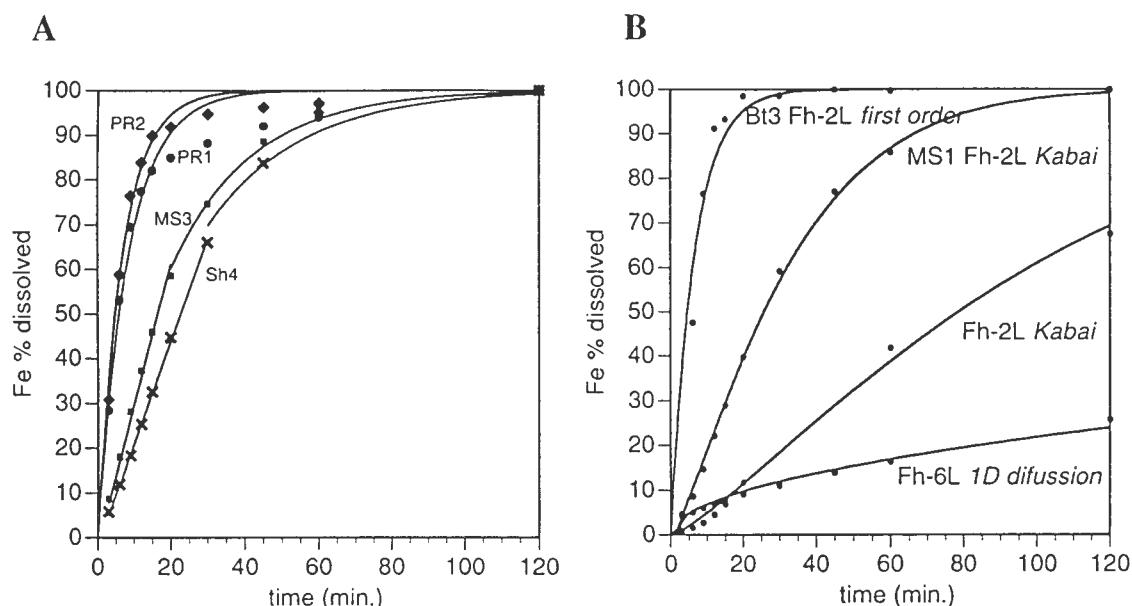 A
100
90
80
70
60
50
40
30
20
10
0
Fe % dissolved
PR2
PR1
MS3
Sh4
0 20 40 60 80 100 120
time (min.)
B
100
90
80
70
60
50
40
30
20
10
0
Fe % dissolved
Bt3 Fh-2L first order
MS1 Fh-2L Kabai
Fh-2L Kabai
Fh-6L 1D difussion
0 20 40 60 80 100 120
time (min.)